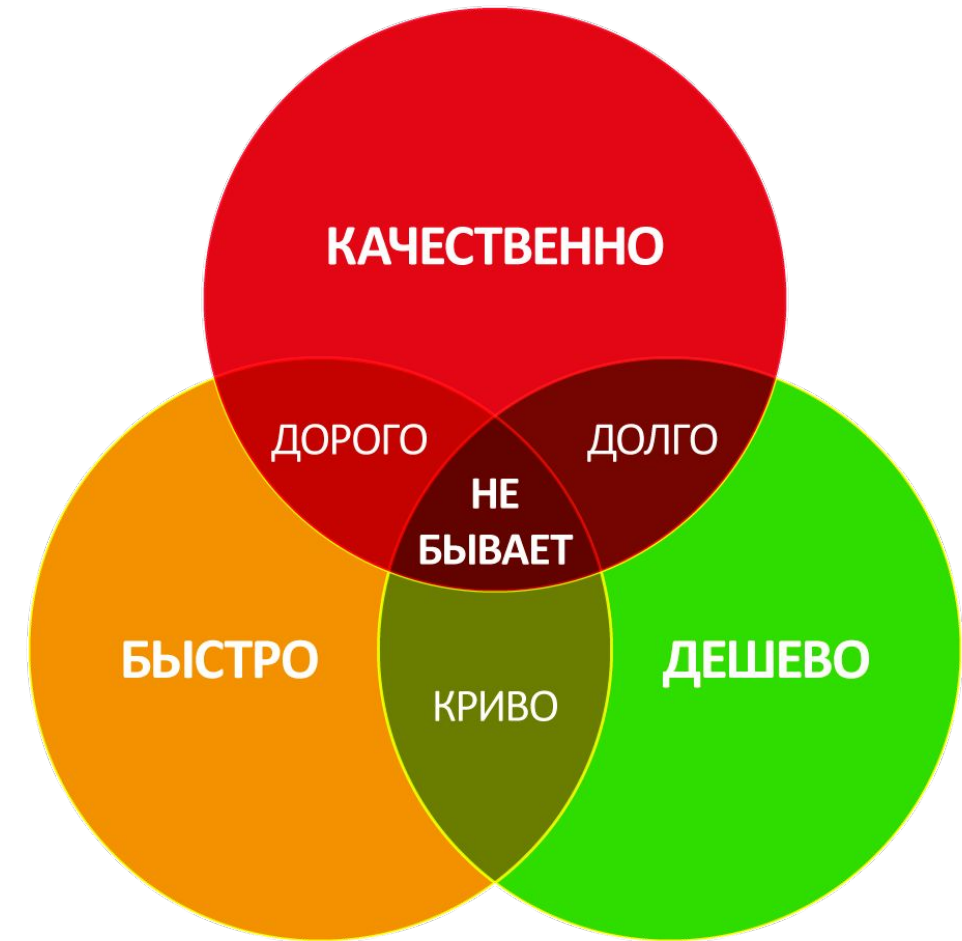 КАЧЕСТВЕННО
ДОРОГО
ДОЛГО
НЕ
БЫВАЕТ
БЫСТРО
ДЕШЕВО
КРИВО